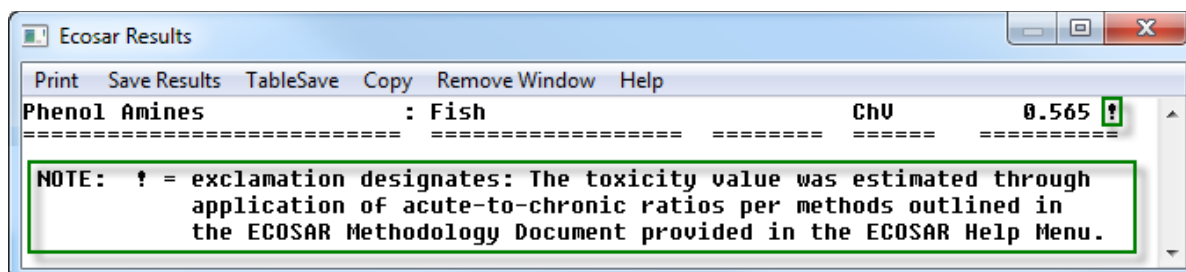 Ecosar Results
Print Save Results TableSave Copy Remove Window Help
Phenol Amines : Fish ChV 0.565 !
=========================== ================== ======== ====== ==========
NOTE: ! = exclamation designates: The toxicity value was estimated through
application of acute-to-chronic ratios per methods outlined in
the ECOSAR Methodology Document provided in the ECOSAR Help Menu.